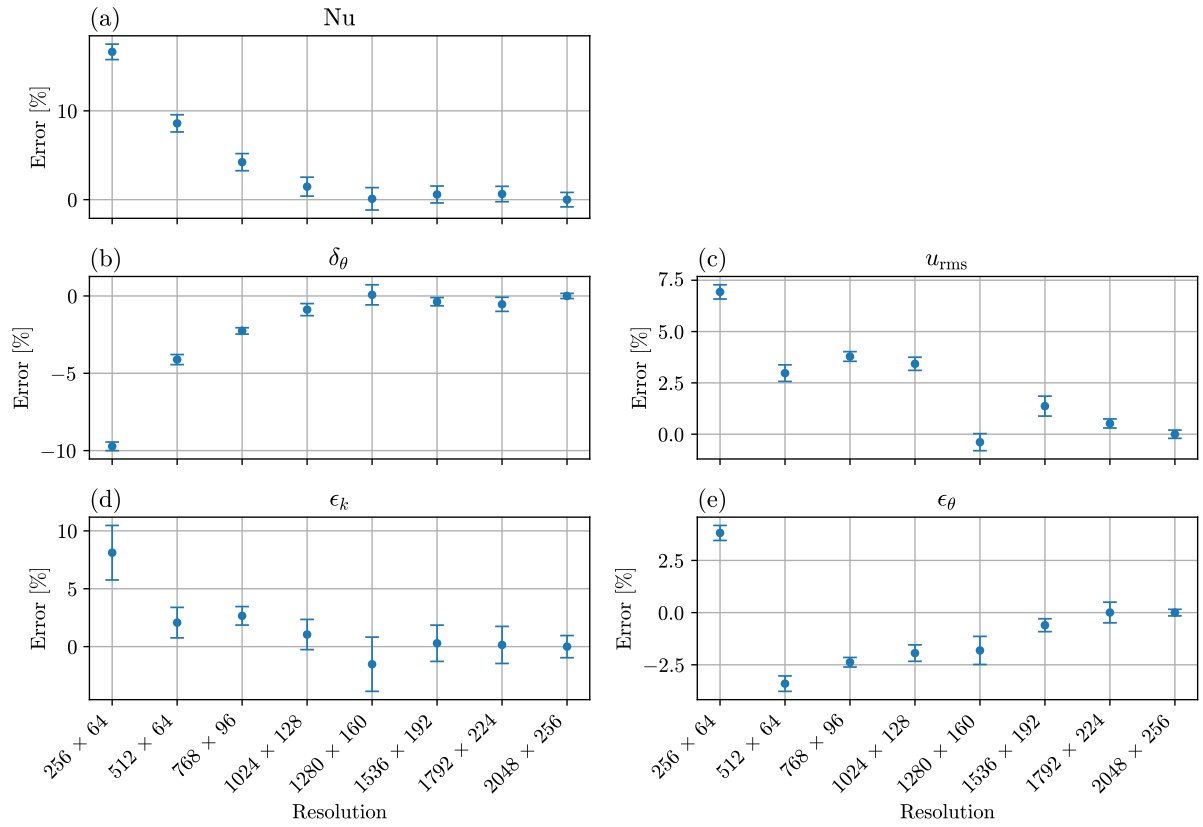 (a) Nu
Error [%]
10
0
(b) δ_θ
Error [%]
0
−5
−10
(c) u_rms
Error [%]
7.5
5.0
2.5
0.0
(d) ϵ_k
Error [%]
10
5
0
256 × 64
512 × 64
768 × 96
1024 × 128
1280 × 160
1536 × 192
1792 × 224
2048 × 256
Resolution
(e) ϵ_θ
Error [%]
2.5
0.0
−2.5
256 × 64
512 × 64
768 × 96
1024 × 128
1280 × 160
1536 × 192
1792 × 224
2048 × 256
Resolution